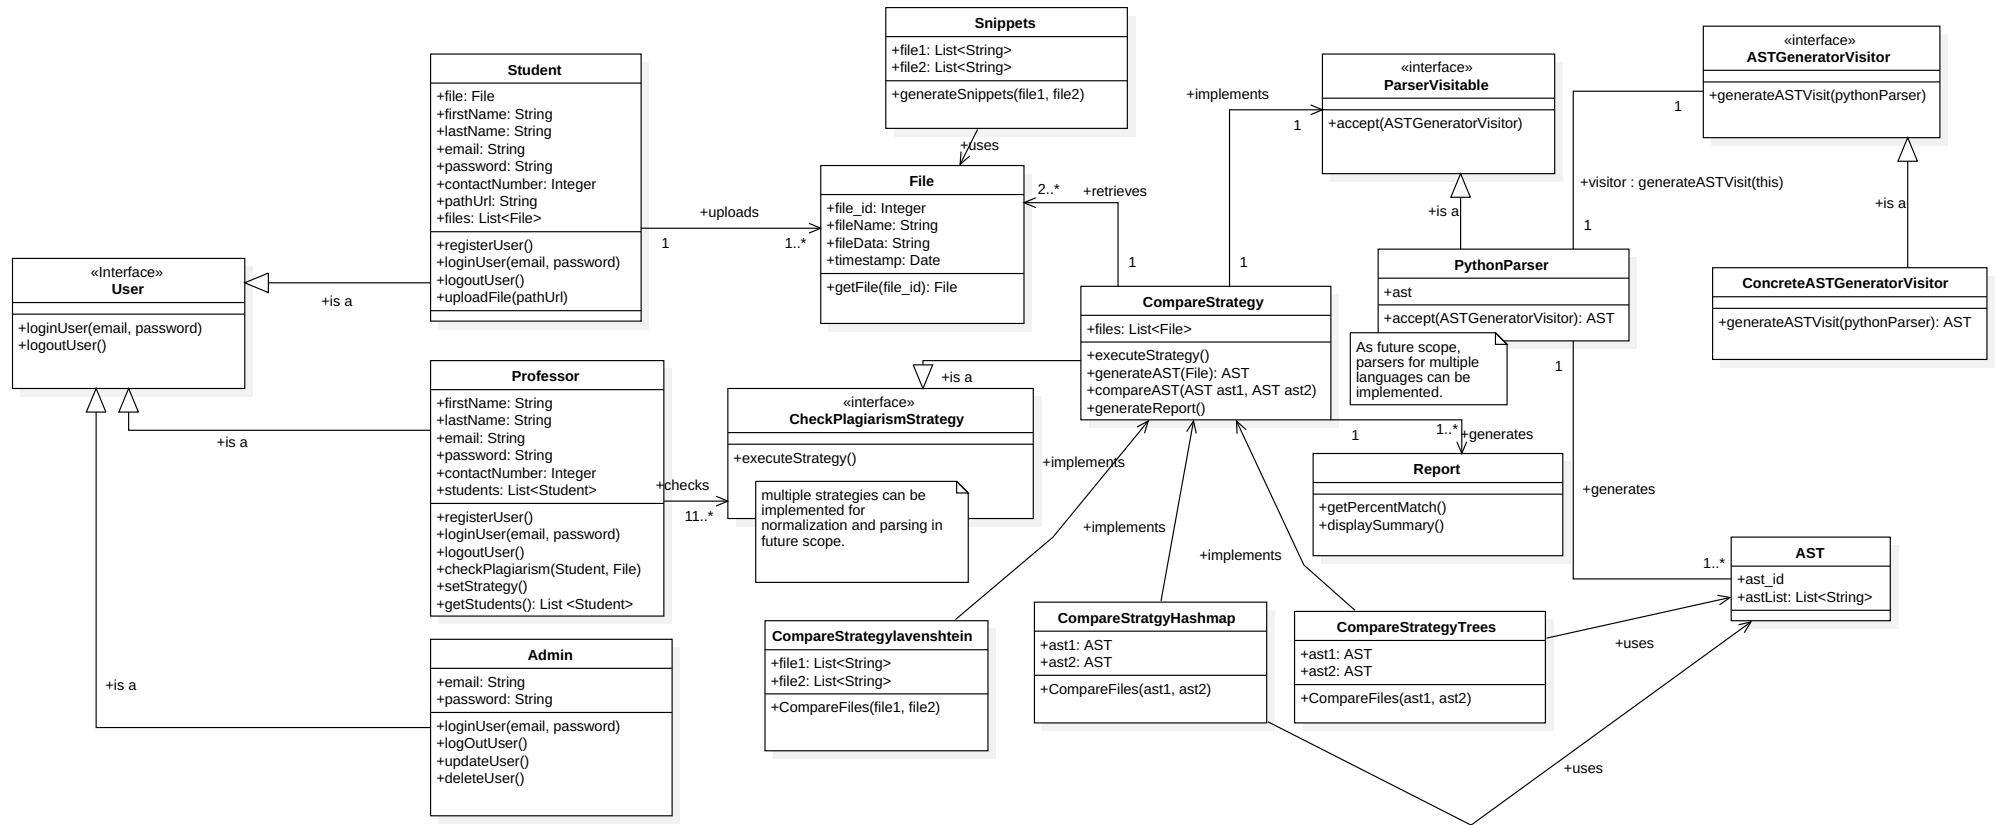 Snippets
+file1: List<String>
+file2: List<String>
+generateSnippets(file1, file2)
+uses
Student
+file: File
+firstName: String
+lastName: String
+email: String
+password: String
+contactNumber: Integer
+pathUrl: String
+files: List<File>
+registerUser()
+loginUser(email, password)
+logoutUser()
+uploadFile(pathUrl)
+uploads
1
1..*
File
+file_id: Integer
+fileName: String
+fileData: String
+timestamp: Date
+getFile(file_id): File
2..*
+retrieves
1
+implements
1
1
«interface»
ParserVisitable
+accept(ASTGeneratorVisitor)
+is a
«interface»
ASTGeneratorVisitor
+generateASTVisit(pythonParser)
1
+visitor : generateASTVisit(this)
1
+is a
«Interface»
User
+loginUser(email, password)
+logoutUser()
+is a
PythonParser
+ast
+accept(ASTGeneratorVisitor): AST
As future scope,
parsers for multiple
languages can be
implemented.
1
ConcreteASTGeneratorVisitor
+generateASTVisit(pythonParser): AST
CompareStrategy
+files: List<File>
+executeStrategy()
+generateAST(File): AST
+compareAST(AST ast1, AST ast2)
+generateReport()
+is a
Professor
+firstName: String
+lastName: String
+email: String
+password: String
+contactNumber: Integer
+students: List<Student>
+registerUser()
+loginUser(email, password)
+logoutUser()
+checkPlagiarism(Student, File)
+setStrategy()
+getStudents(): List <Student>
+is a
+checks
11..*
«interface»
CheckPlagiarismStrategy
+executeStrategy()
multiple strategies can be
implemented for
normalization and parsing in
future scope.
+implements
+implements
+implements
1
1..*
+generates
Report
+getPercentMatch()
+displaySummary()
+generates
1..*
AST
+ast_id
+astList: List<String>
CompareStrategylavenshtein
+file1: List<String>
+file2: List<String>
+CompareFiles(file1, file2)
CompareStratgyHashmap
+ast1: AST
+ast2: AST
+CompareFiles(ast1, ast2)
CompareStrategyTrees
+ast1: AST
+ast2: AST
+CompareFiles(ast1, ast2)
+uses
+uses
Admin
+email: String
+password: String
+loginUser(email, password)
+logOutUser()
+updateUser()
+deleteUser()
+is a